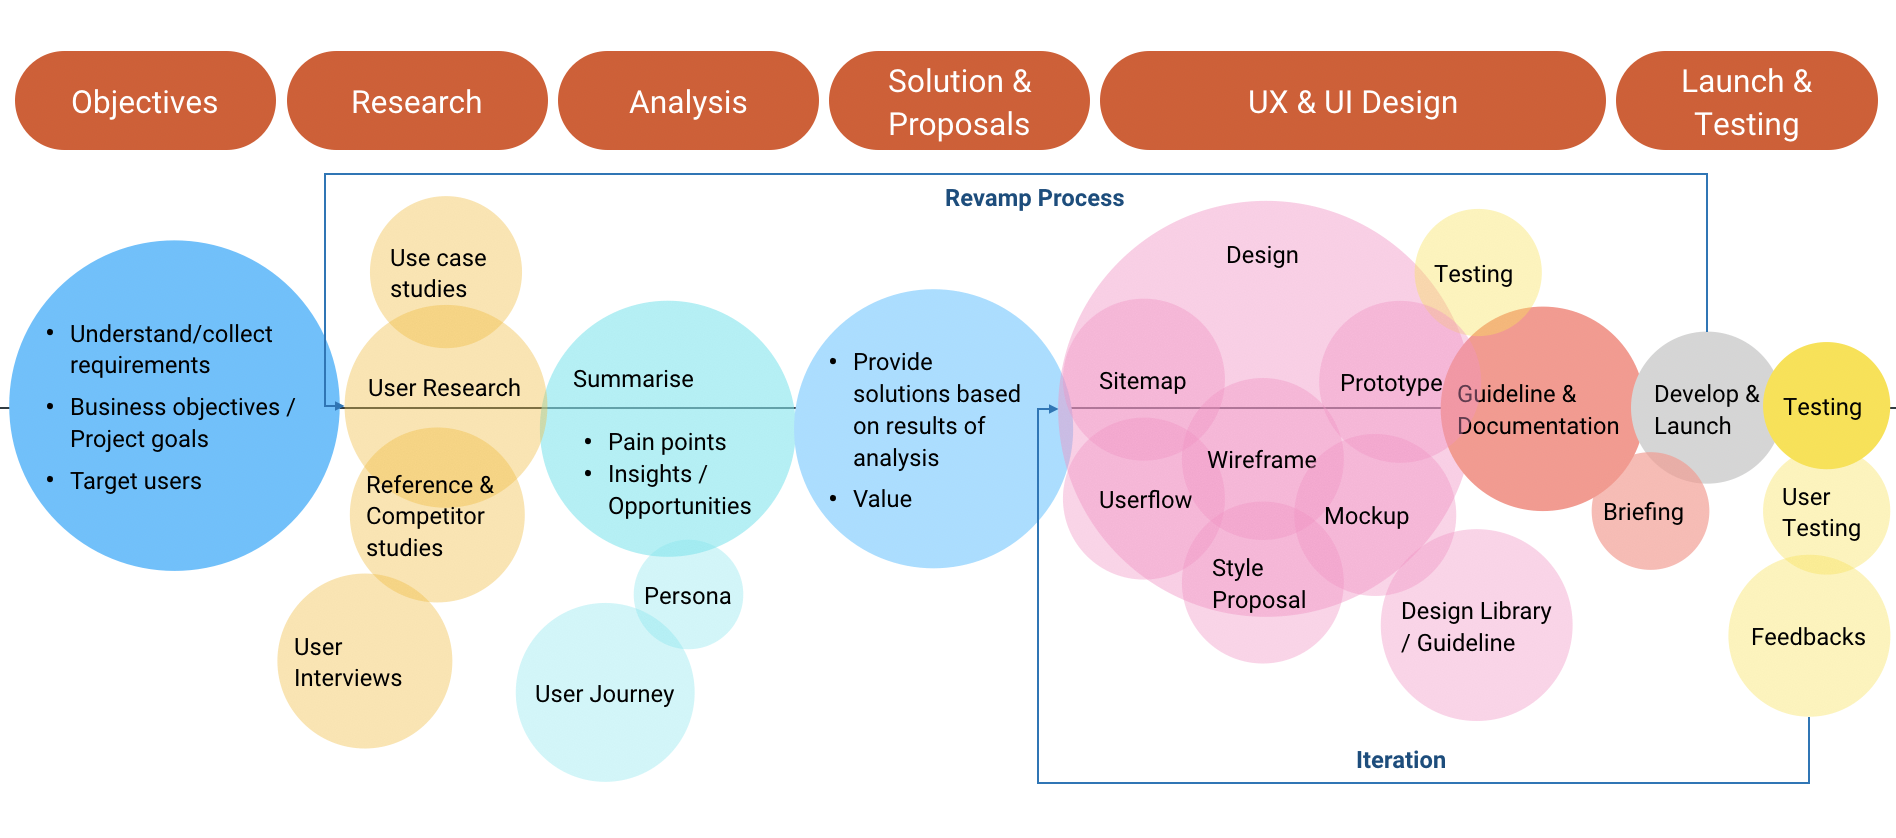 Objectives
Research
Analysis
Solution &
Proposals
UX & UI Design
Launch &
Testing
Revamp Process
• Understand/collect
requirements
• Business objectives /
Project goals
• Target users
Use case
studies
User Research
Reference &
Competitor
studies
User
Interviews
Summarise
• Pain points
• Insights /
Opportunities
Persona
User Journey
• Provide
solutions based
on results of
analysis
• Value
Design
Sitemap
Userflow
Wireframe
Style
Proposal
Prototype
Mockup
Design Library
/ Guideline
Testing
Guideline &
Documentation
Briefing
Develop &
Launch
Testing
User
Testing
Feedbacks
Iteration